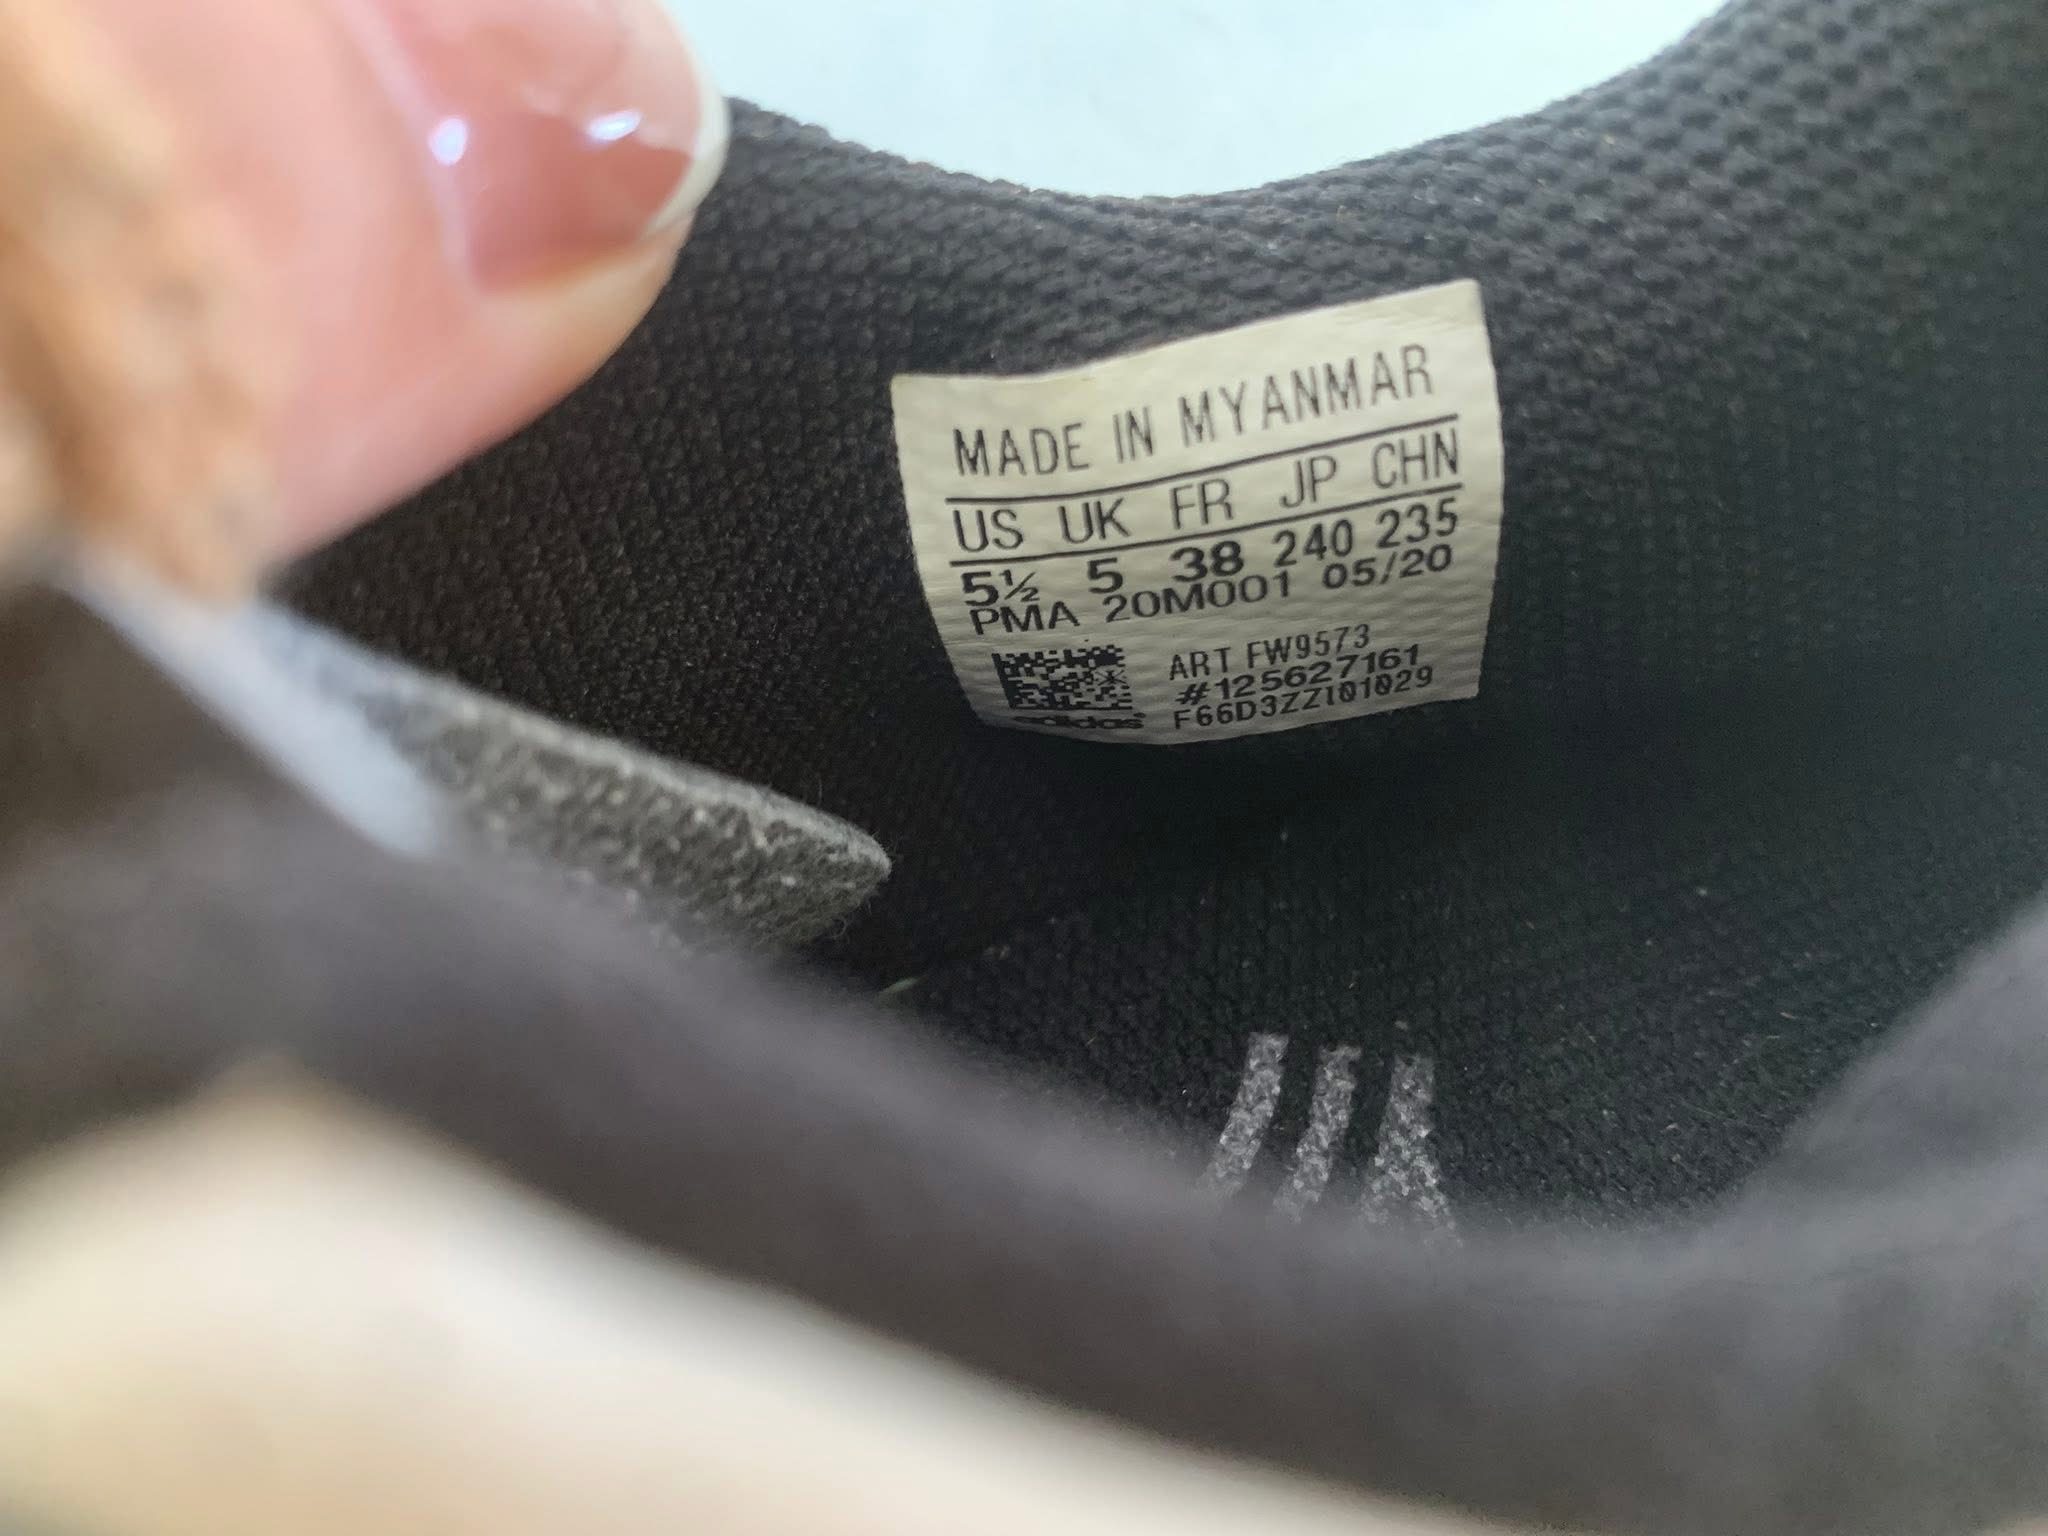 MADE IN MYANMAR
US UK FR JP CHN
5½ 5 38 240 235
PMA 20M001 05/20
ART FW9573
#125627161
F66D3ZZI01029
adidas